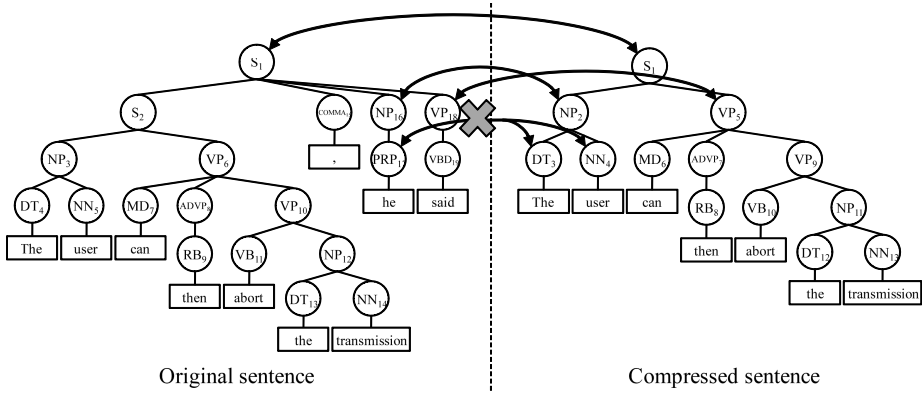 S1 S1
S2 COMMA NP16 VP18 NP2 VP5
NP3 VP6 , PRP17 VBD19 DT3 NN4 MD6 ADVP7 VP9
DT4 NN5 MD7 ADVP8 VP10 he said The user can RB8 VB10 NP11
The user can RB9 VB11 NP12 then abort DT12 NN13
then abort DT13 NN14 the transmission
the transmission
Original sentence Compressed sentence